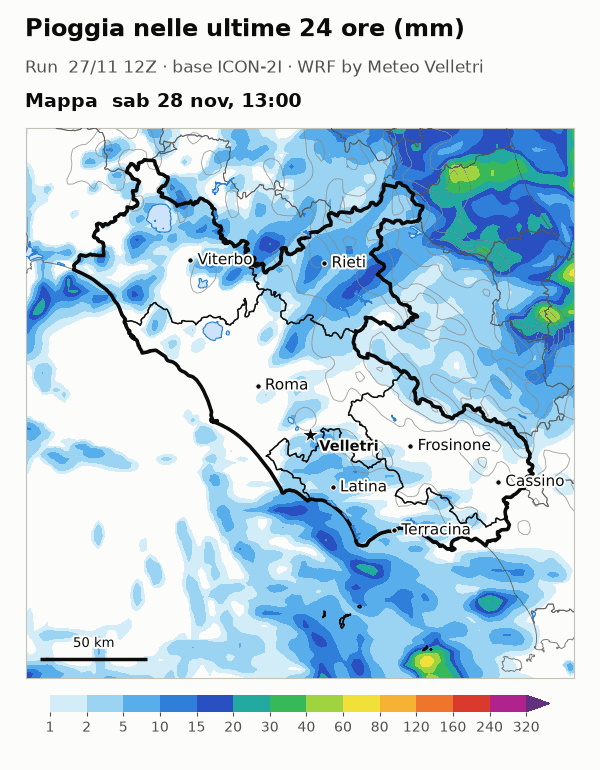 Pioggia nelle ultime 24 ore (mm)
Run  27/11 12Z · base ICON-2I · WRF by Meteo Velletri
Mappa  sab 28 nov, 13:00
Viterbo
Rieti
Roma
Velletri
Frosinone
Latina
Cassino
Terracina
50 km
1 2 5 10 15 20 30 40 60 80 120 160 240 320